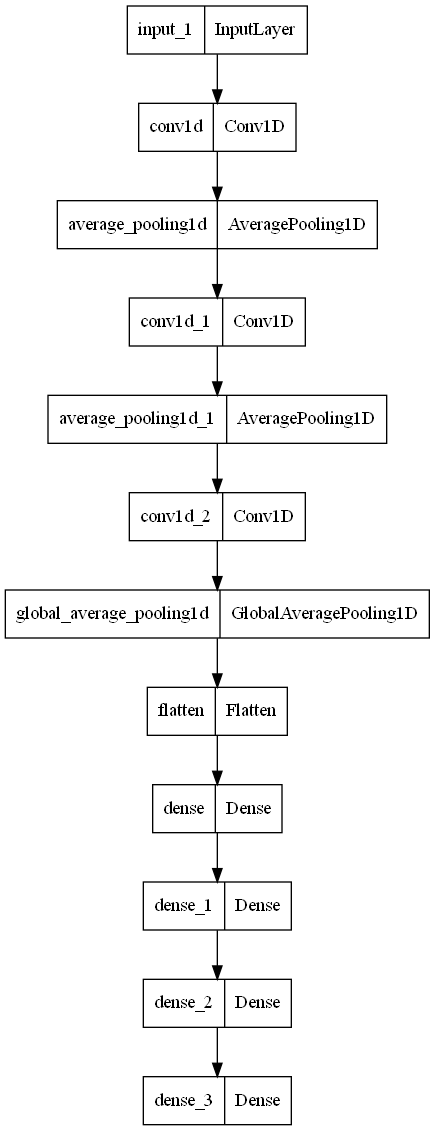 input_1 InputLayer
conv1d Conv1D
average_pooling1d AveragePooling1D
conv1d_1 Conv1D
average_pooling1d_1 AveragePooling1D
conv1d_2 Conv1D
global_average_pooling1d GlobalAveragePooling1D
flatten Flatten
dense Dense
dense_1 Dense
dense_2 Dense
dense_3 Dense